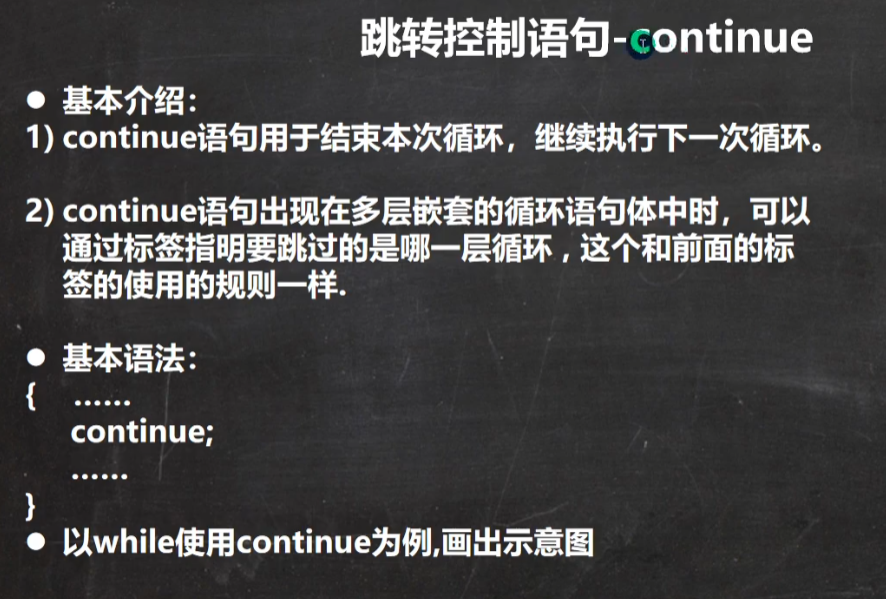 跳转控制语句-continue
● 基本介绍：
1) continue语句用于结束本次循环，继续执行下一次循环。
2) continue语句出现在多层嵌套的循环语句体中时，可以
通过标签指明要跳过的是哪一层循环 , 这个和前面的标
签的使用的规则一样.
● 基本语法：
{ ……
continue;
……
}
● 以while使用continue为例,画出示意图